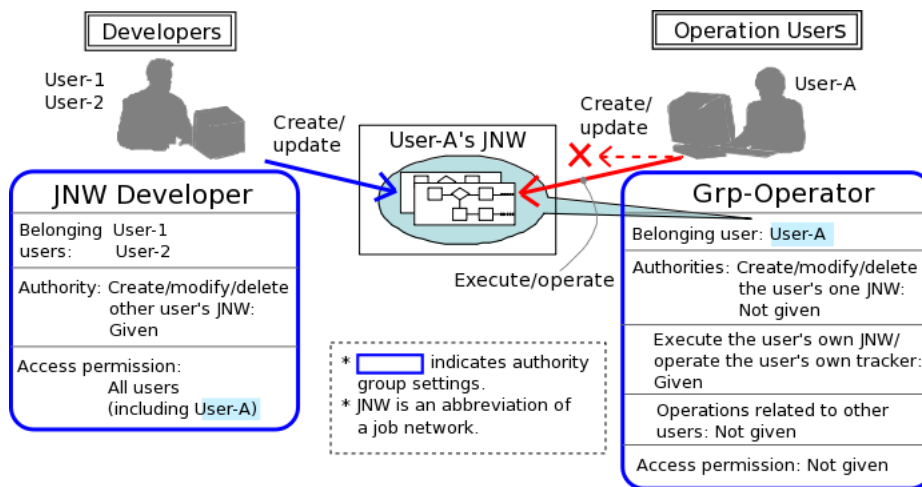 Developers
Operation Users
User-1
User-2
User-A
Create/
update
Create/
update
User-A's JNW
Execute/operate
JNW Developer
Belonging users: User-1
User-2
Authority: Create/modify/delete
other user's JNW:
Given
Access permission:
All users
(including User-A)
* indicates authority
group settings.
* JNW is an abbreviation of
a job network.
Grp-Operator
Belonging user: User-A
Authorities: Create/modify/delete
the user's one JNW:
Not given
Execute the user's own JNW/
operate the user's own tracker:
Given
Operations related to other
users: Not given
Access permission: Not given